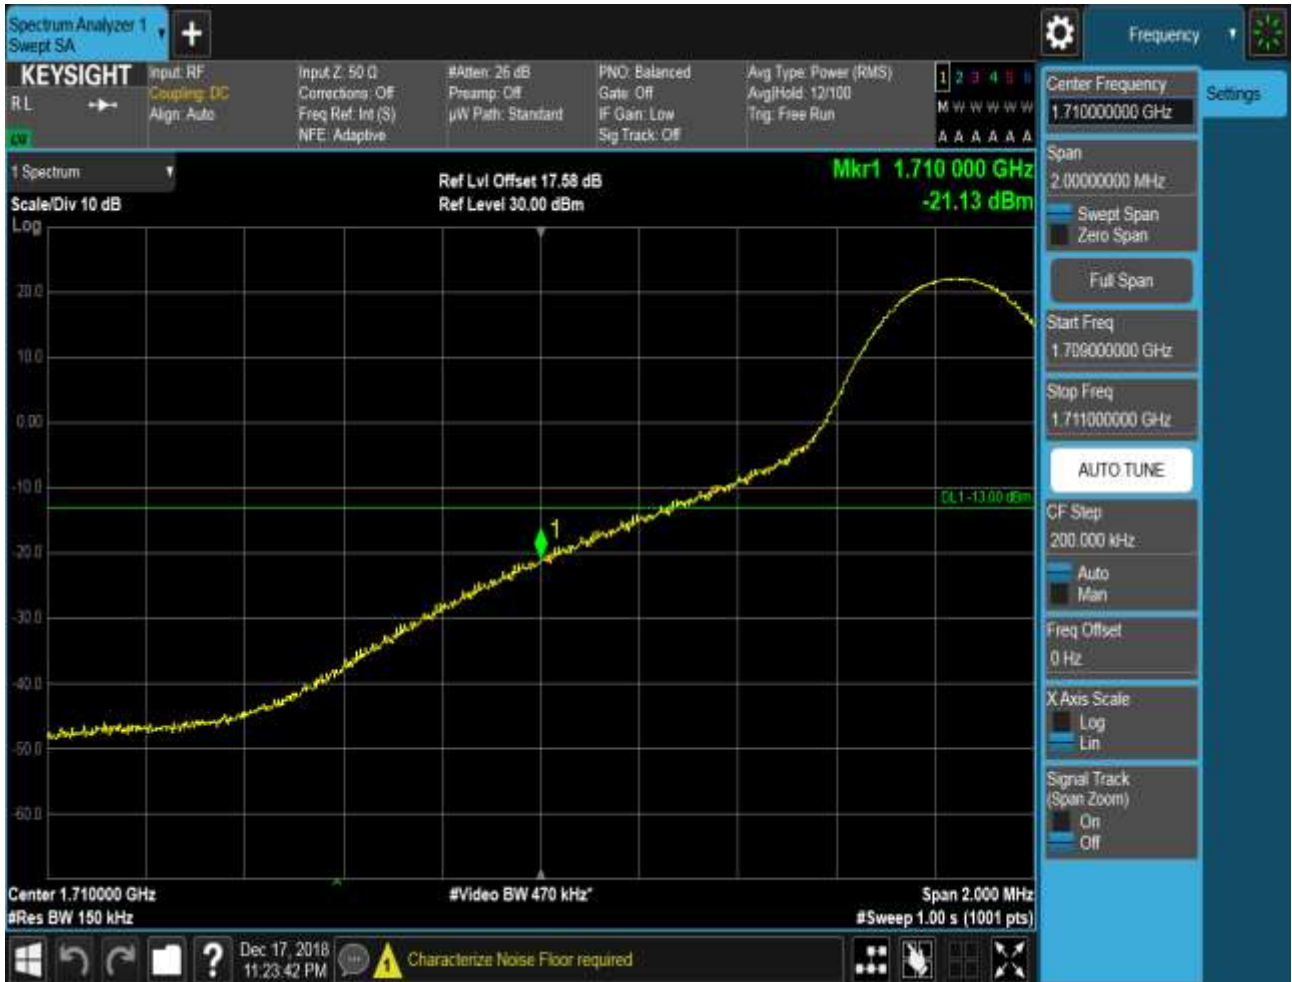 Spectrum Analyzer 1
Swept SA
+
Frequency
KEYSIGHT
RL
Input: RF
Coupling: DC
Align: Auto
Input Z: 50 Ω
Corrections: Off
Freq Ref: Int (S)
NFE: Adaptive
#Atten: 26 dB
Preamp: Off
µW Path: Standard
PNO: Balanced
Gate: Off
IF Gain: Low
Sig Track: Off
Avg Type: Power (RMS)
Avg|Hold: 12/100
Trig: Free Run
1 2 3 4 5 6
M W W W W W
A A A A A A
1 Spectrum
Scale/Div 10 dB
Log
Ref Lvl Offset 17.58 dB
Ref Level 30.00 dBm
Mkr1 1.710 000 GHz
-21.13 dBm
20.0
10.0
0.00
-10.0
-20.0
-30.0
-40.0
-50.0
-60.0
DL1 -13.00 dBm
1
Center 1.710000 GHz
#Res BW 150 kHz
#Video BW 470 kHz*
Span 2.000 MHz
#Sweep 1.00 s (1001 pts)
Center Frequency
1.710000000 GHz
Settings
Span
2.00000000 MHz
Swept Span
Zero Span
Full Span
Start Freq
1.709000000 GHz
Stop Freq
1.711000000 GHz
AUTO TUNE
CF Step
200.000 kHz
Auto
Man
Freq Offset
0 Hz
X Axis Scale
Log
Lin
Signal Track
(Span Zoom)
On
Off
?
Dec 17, 2018
11:23:42 PM
Characterize Noise Floor required